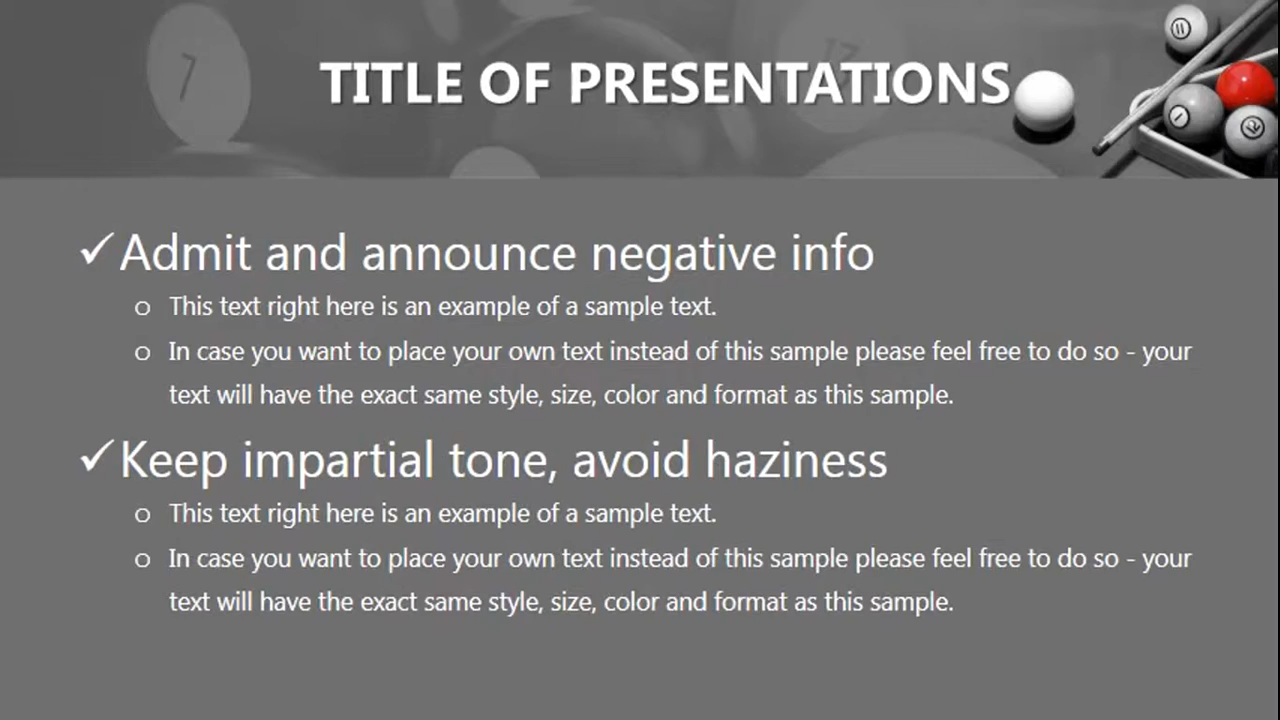 TITLE OF PRESENTATIONS
7
17
11
1
12
✓Admit and announce negative info
o This text right here is an example of a sample text.
o In case you want to place your own text instead of this sample please feel free to do so - your
text will have the exact same style, size, color and format as this sample.
✓Keep impartial tone, avoid haziness
o This text right here is an example of a sample text.
o In case you want to place your own text instead of this sample please feel free to do so - your
text will have the exact same style, size, color and format as this sample.